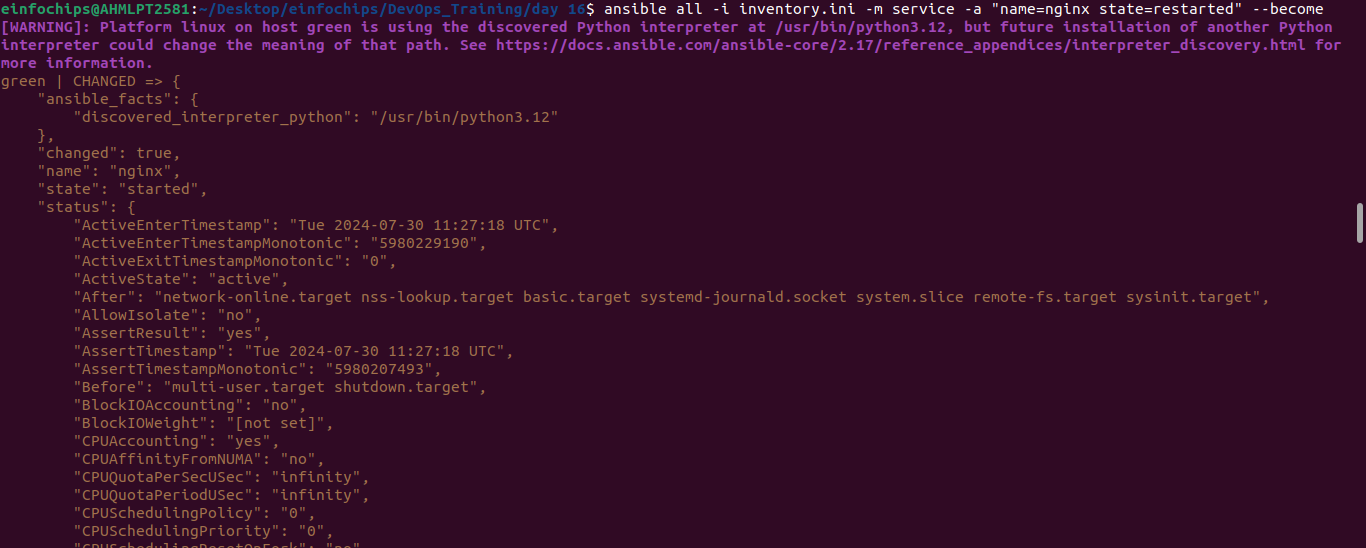 einfochips@AHMLPT2581:~/Desktop/einfochips/DevOps_Training/day 16$ ansible all -i inventory.ini -m service -a "name=nginx state=restarted" --become
[WARNING]: Platform linux on host green is using the discovered Python interpreter at /usr/bin/python3.12, but future installation of another Python
interpreter could change the meaning of that path. See https://docs.ansible.com/ansible-core/2.17/reference_appendices/interpreter_discovery.html for
more information.
green | CHANGED => {
    "ansible_facts": {
        "discovered_interpreter_python": "/usr/bin/python3.12"
    },
    "changed": true,
    "name": "nginx",
    "state": "started",
    "status": {
        "ActiveEnterTimestamp": "Tue 2024-07-30 11:27:18 UTC",
        "ActiveEnterTimestampMonotonic": "5980229190",
        "ActiveExitTimestampMonotonic": "0",
        "ActiveState": "active",
        "After": "network-online.target nss-lookup.target basic.target systemd-journald.socket system.slice remote-fs.target sysinit.target",
        "AllowIsolate": "no",
        "AssertResult": "yes",
        "AssertTimestamp": "Tue 2024-07-30 11:27:18 UTC",
        "AssertTimestampMonotonic": "5980207493",
        "Before": "multi-user.target shutdown.target",
        "BlockIOAccounting": "no",
        "BlockIOWeight": "[not set]",
        "CPUAccounting": "yes",
        "CPUAffinityFromNUMA": "no",
        "CPUQuotaPerSecUSec": "infinity",
        "CPUQuotaPeriodUSec": "infinity",
        "CPUSchedulingPolicy": "0",
        "CPUSchedulingPriority": "0",
        "CPUSchedulingResetOnFork": "no"